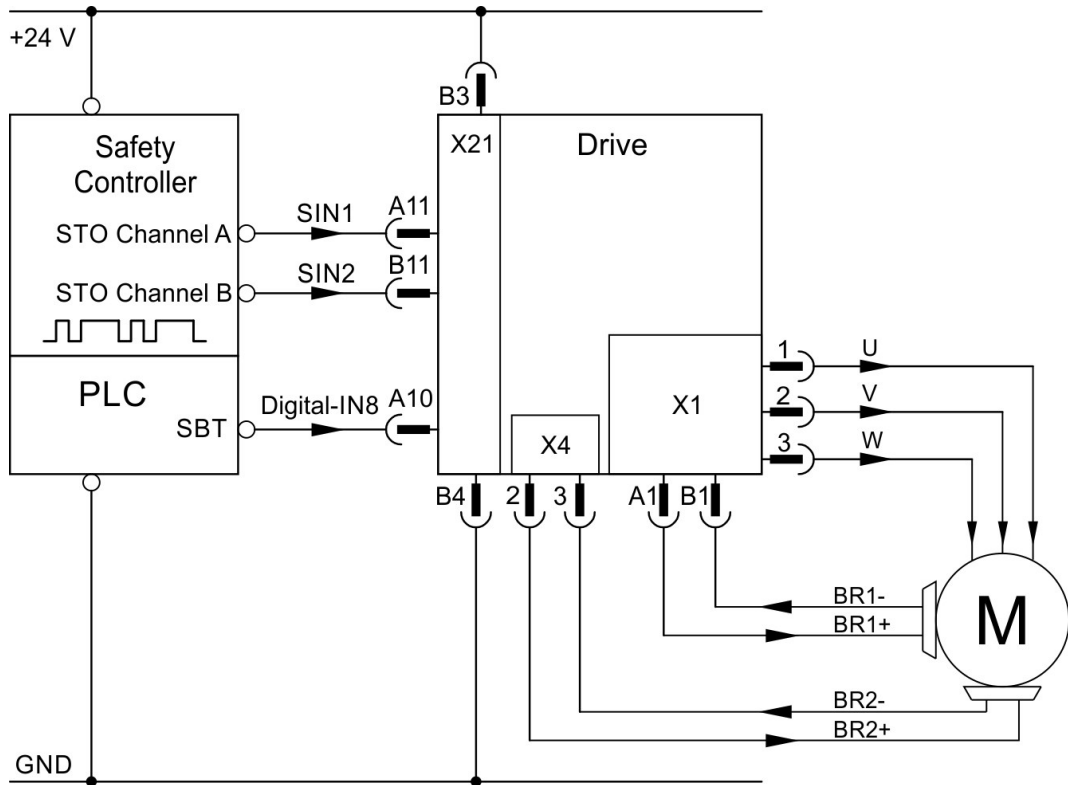 +24 V
B3
Safety
Controller
X21
Drive
STO Channel A
SIN1
A11
STO Channel B
SIN2
B11
PLC
SBT
Digital-IN8
A10
X4
X1
1
U
2
V
3
W
B4
2
3
A1
B1
M
BR1-
BR1+
BR2-
BR2+
GND